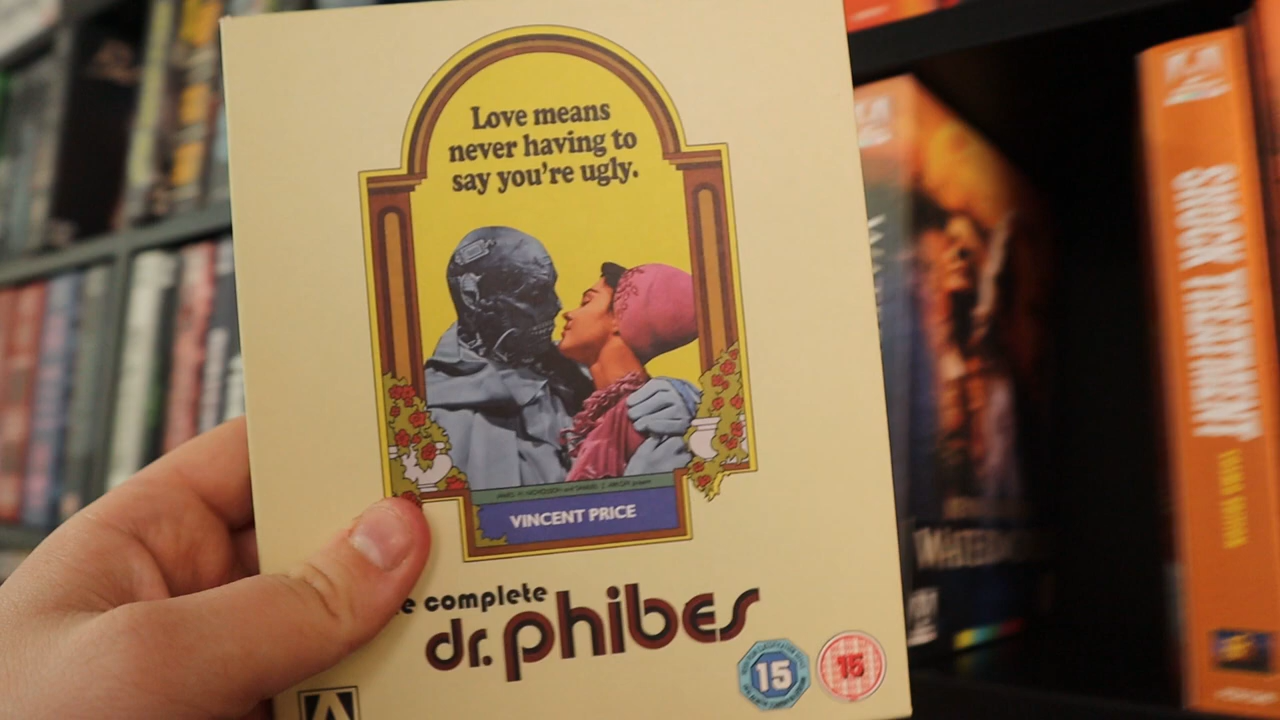 Love means
never having to
say you're ugly.
VINCENT PRICE
complete
dr. phibes
15
15
SHOCK TREATMENT